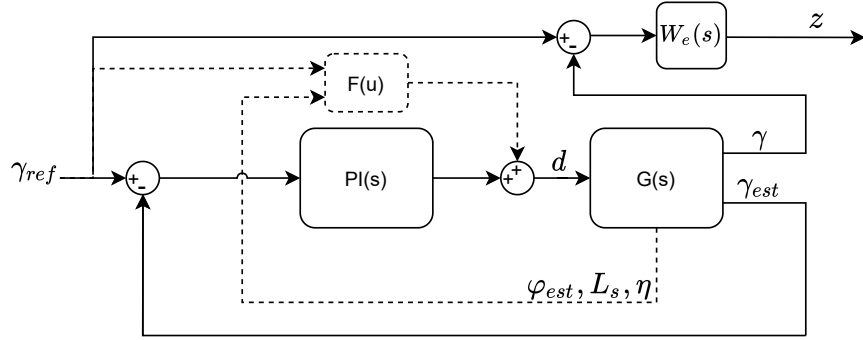 z
W_e(s)
+
-
F(u)
γ
γ_ref
+
-
PI(s)
+
+
d
G(s)
γ_est
φ_est, L_s, η